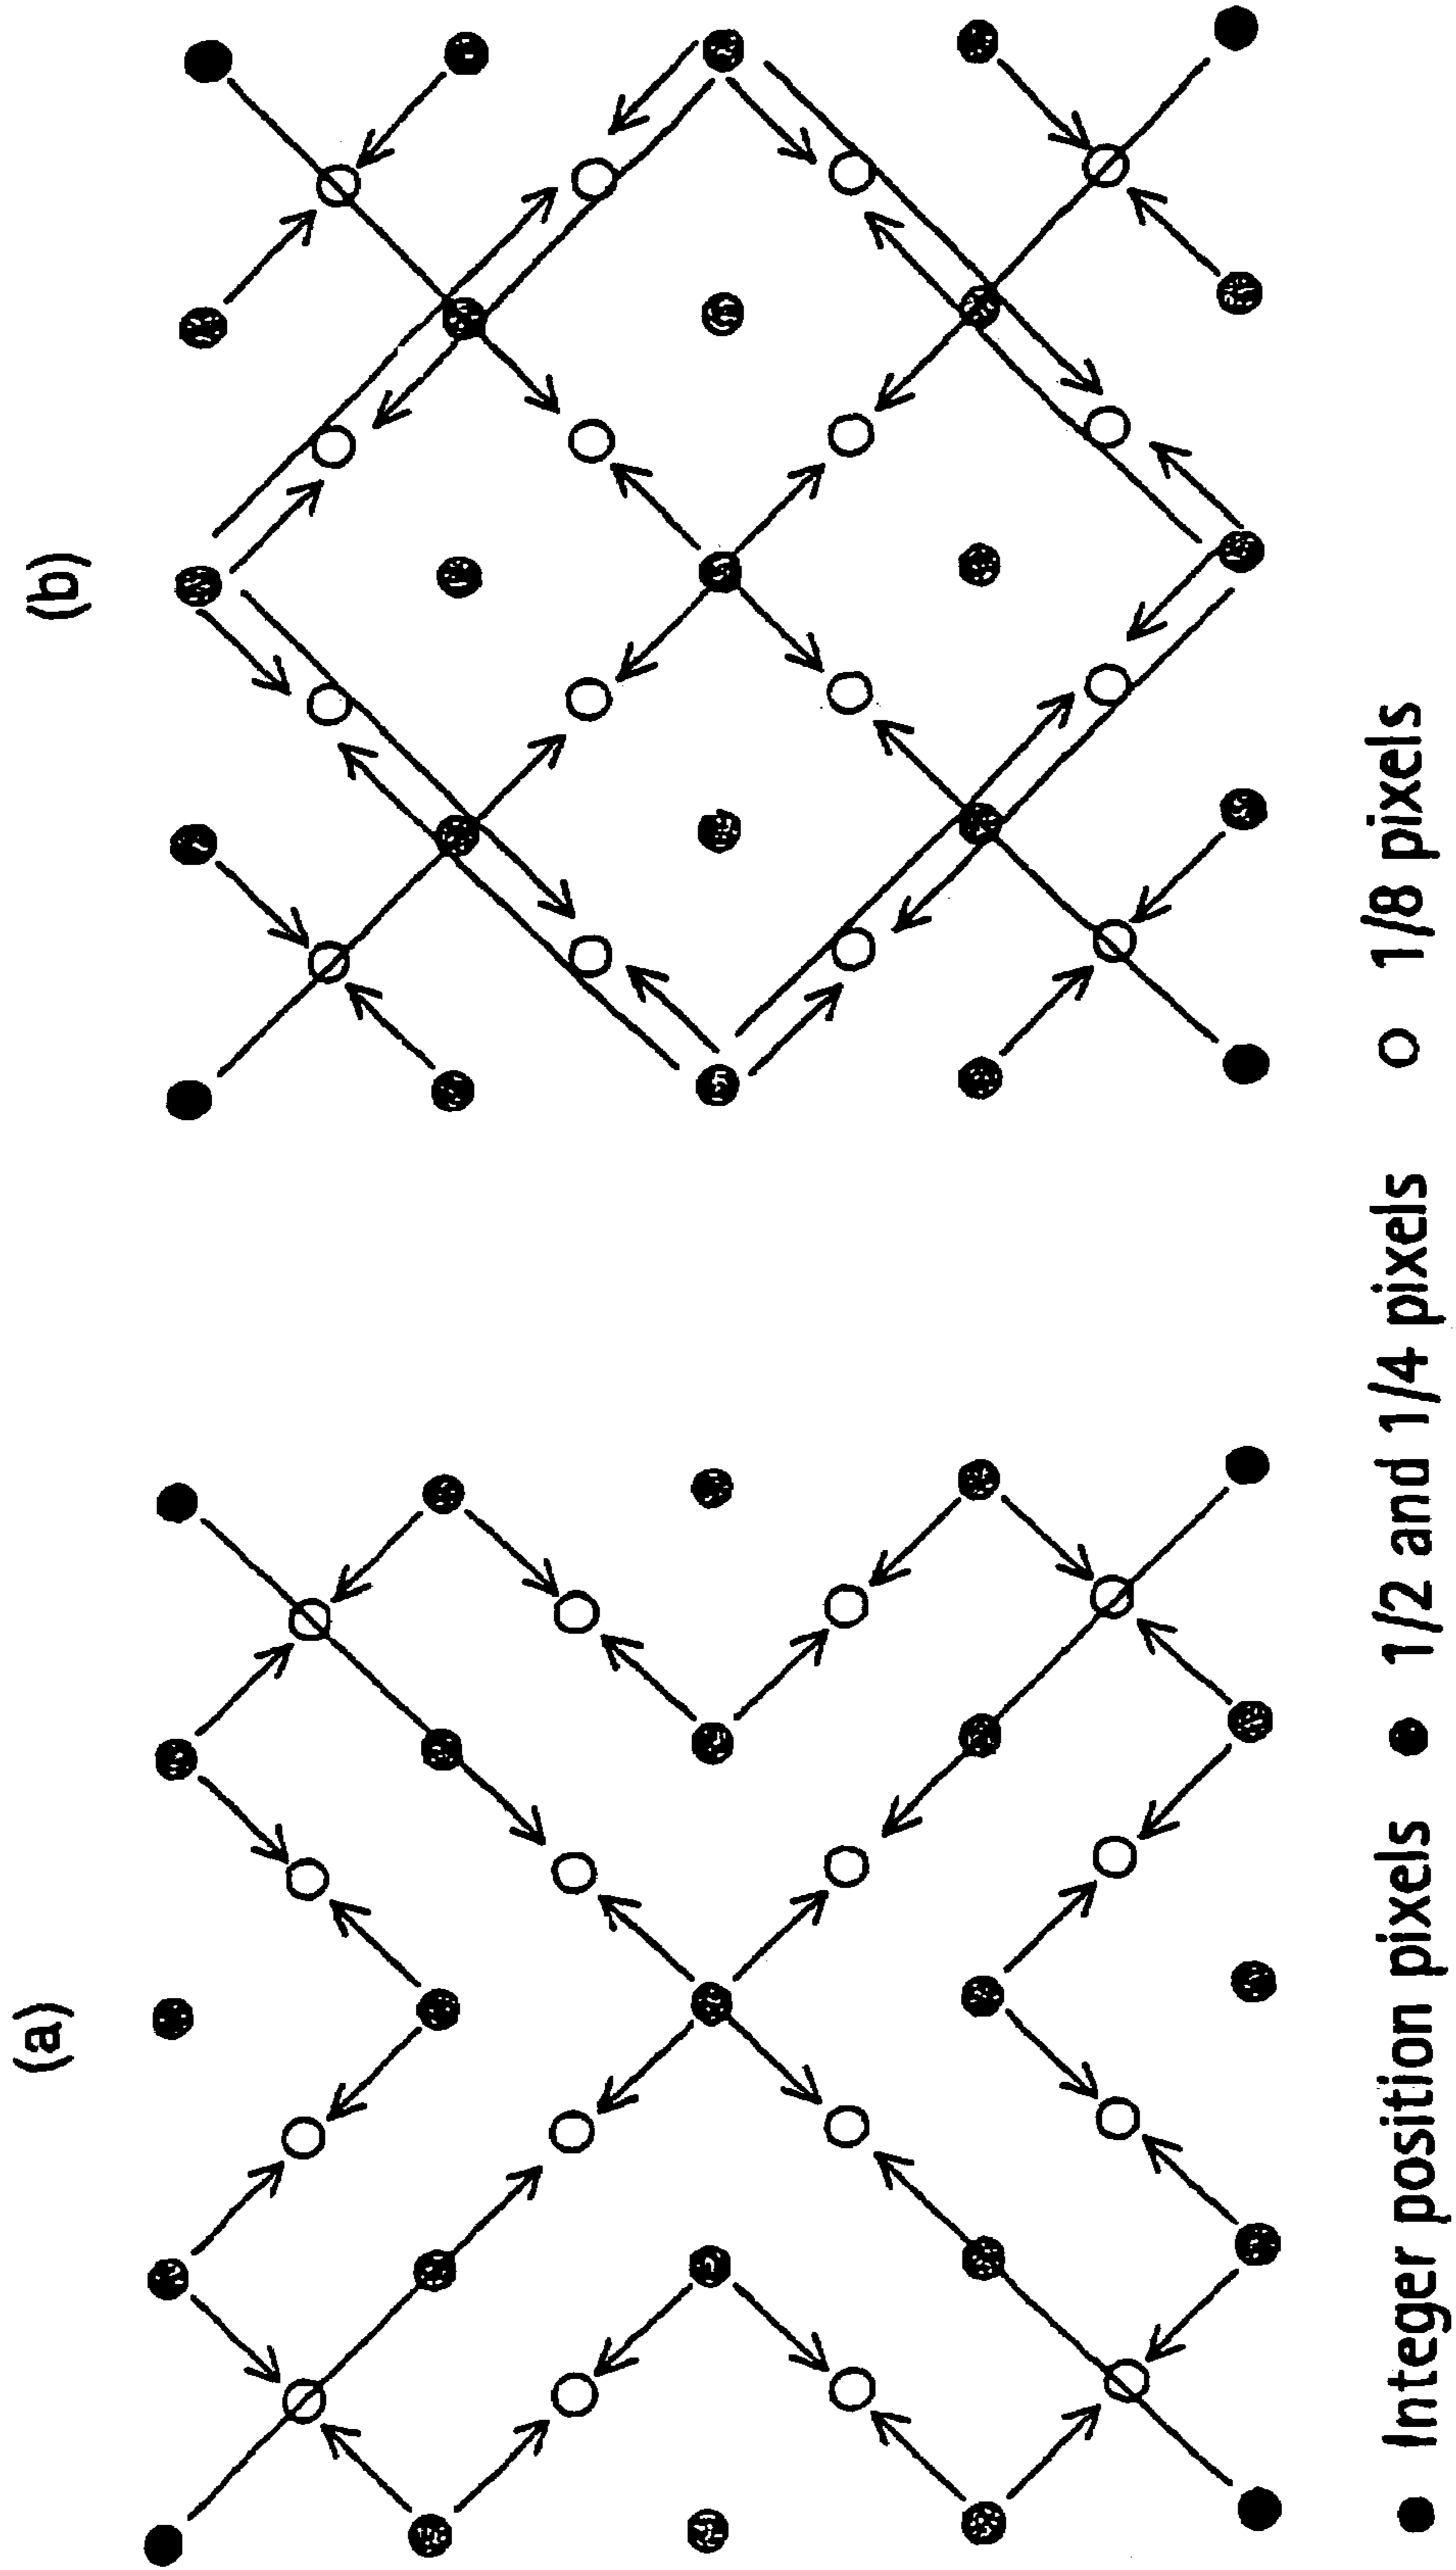 (a)
(b)
Integer position pixels 1/2 and 1/4 pixels 1/8 pixels